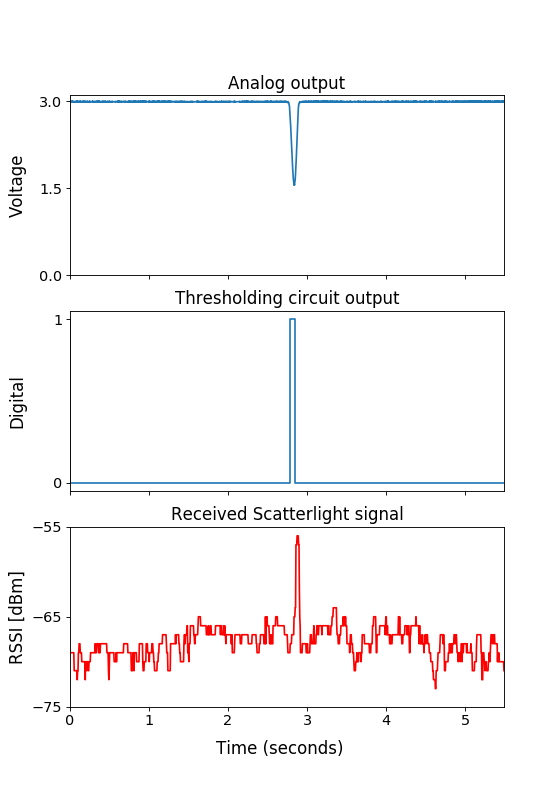 Analog output
3.0
1.5
0.0
Voltage
Thresholding circuit output
1
0
Digital
Received Scatterlight signal
−55
−65
−75
RSSI [dBm]
0 1 2 3 4 5
Time (seconds)